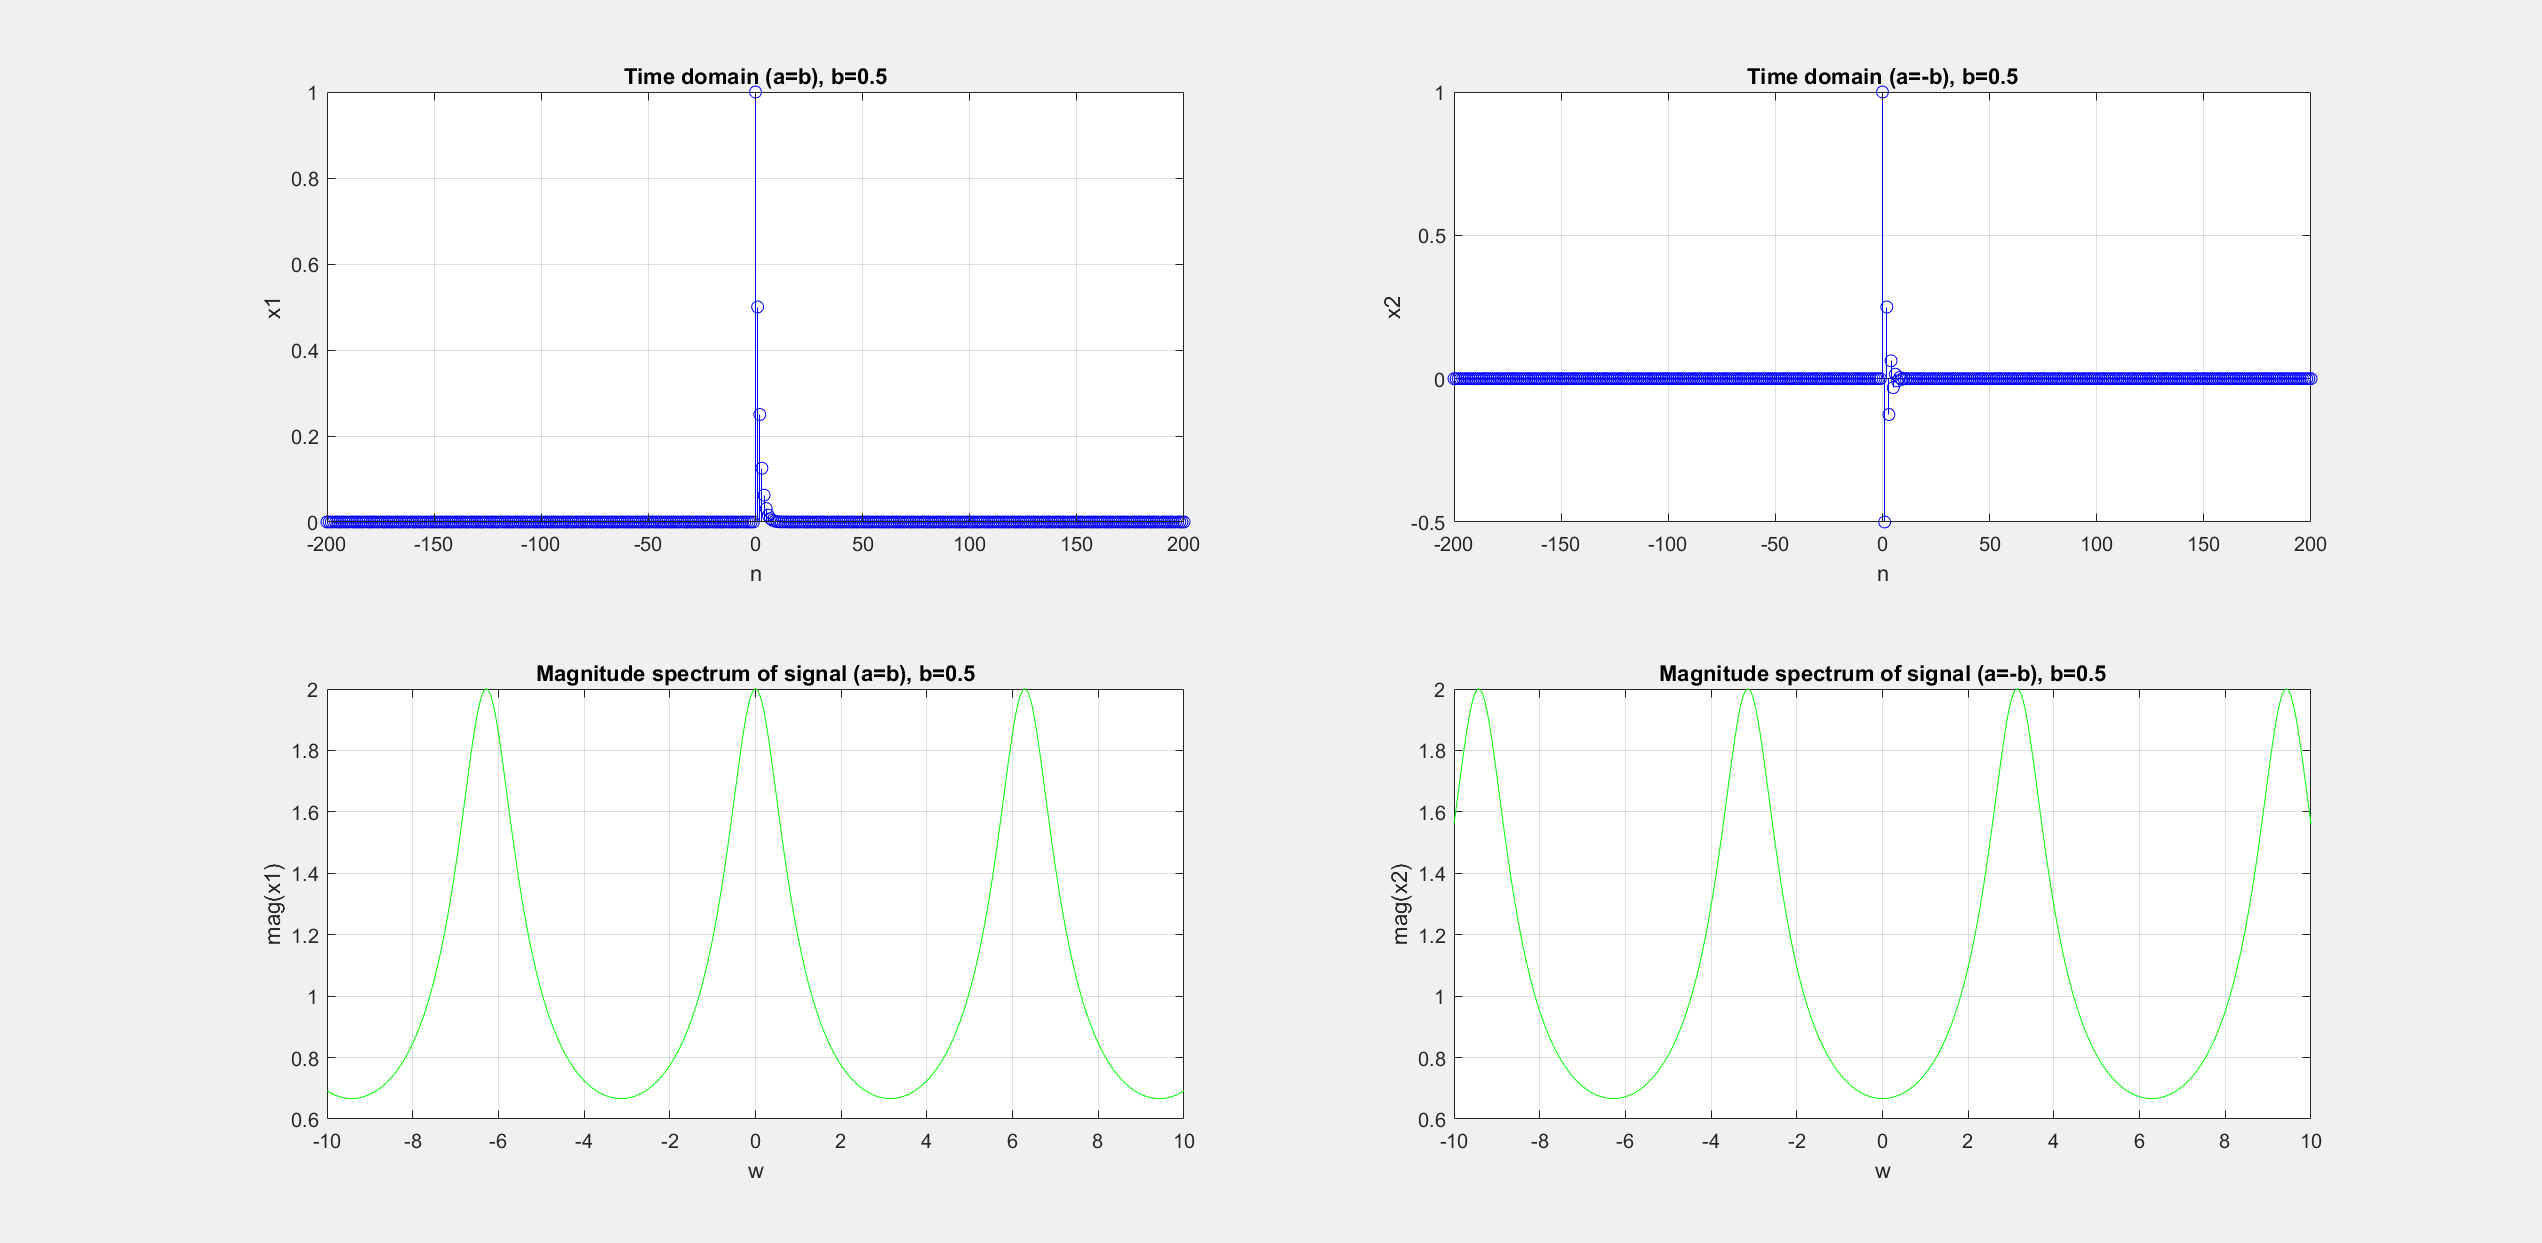 Time domain (a=b), b=0.5
1
0.8
0.6
0.4
0.2
0
x1
-200 -150 -100 -50 0 50 100 150 200
n
Time domain (a=-b), b=0.5
1
0.5
0
-0.5
x2
-200 -150 -100 -50 0 50 100 150 200
n
Magnitude spectrum of signal (a=b), b=0.5
2
1.8
1.6
1.4
1.2
1
0.8
0.6
mag(x1)
-10 -8 -6 -4 -2 0 2 4 6 8 10
w
Magnitude spectrum of signal (a=-b), b=0.5
2
1.8
1.6
1.4
1.2
1
0.8
0.6
mag(x2)
-10 -8 -6 -4 -2 0 2 4 6 8 10
w